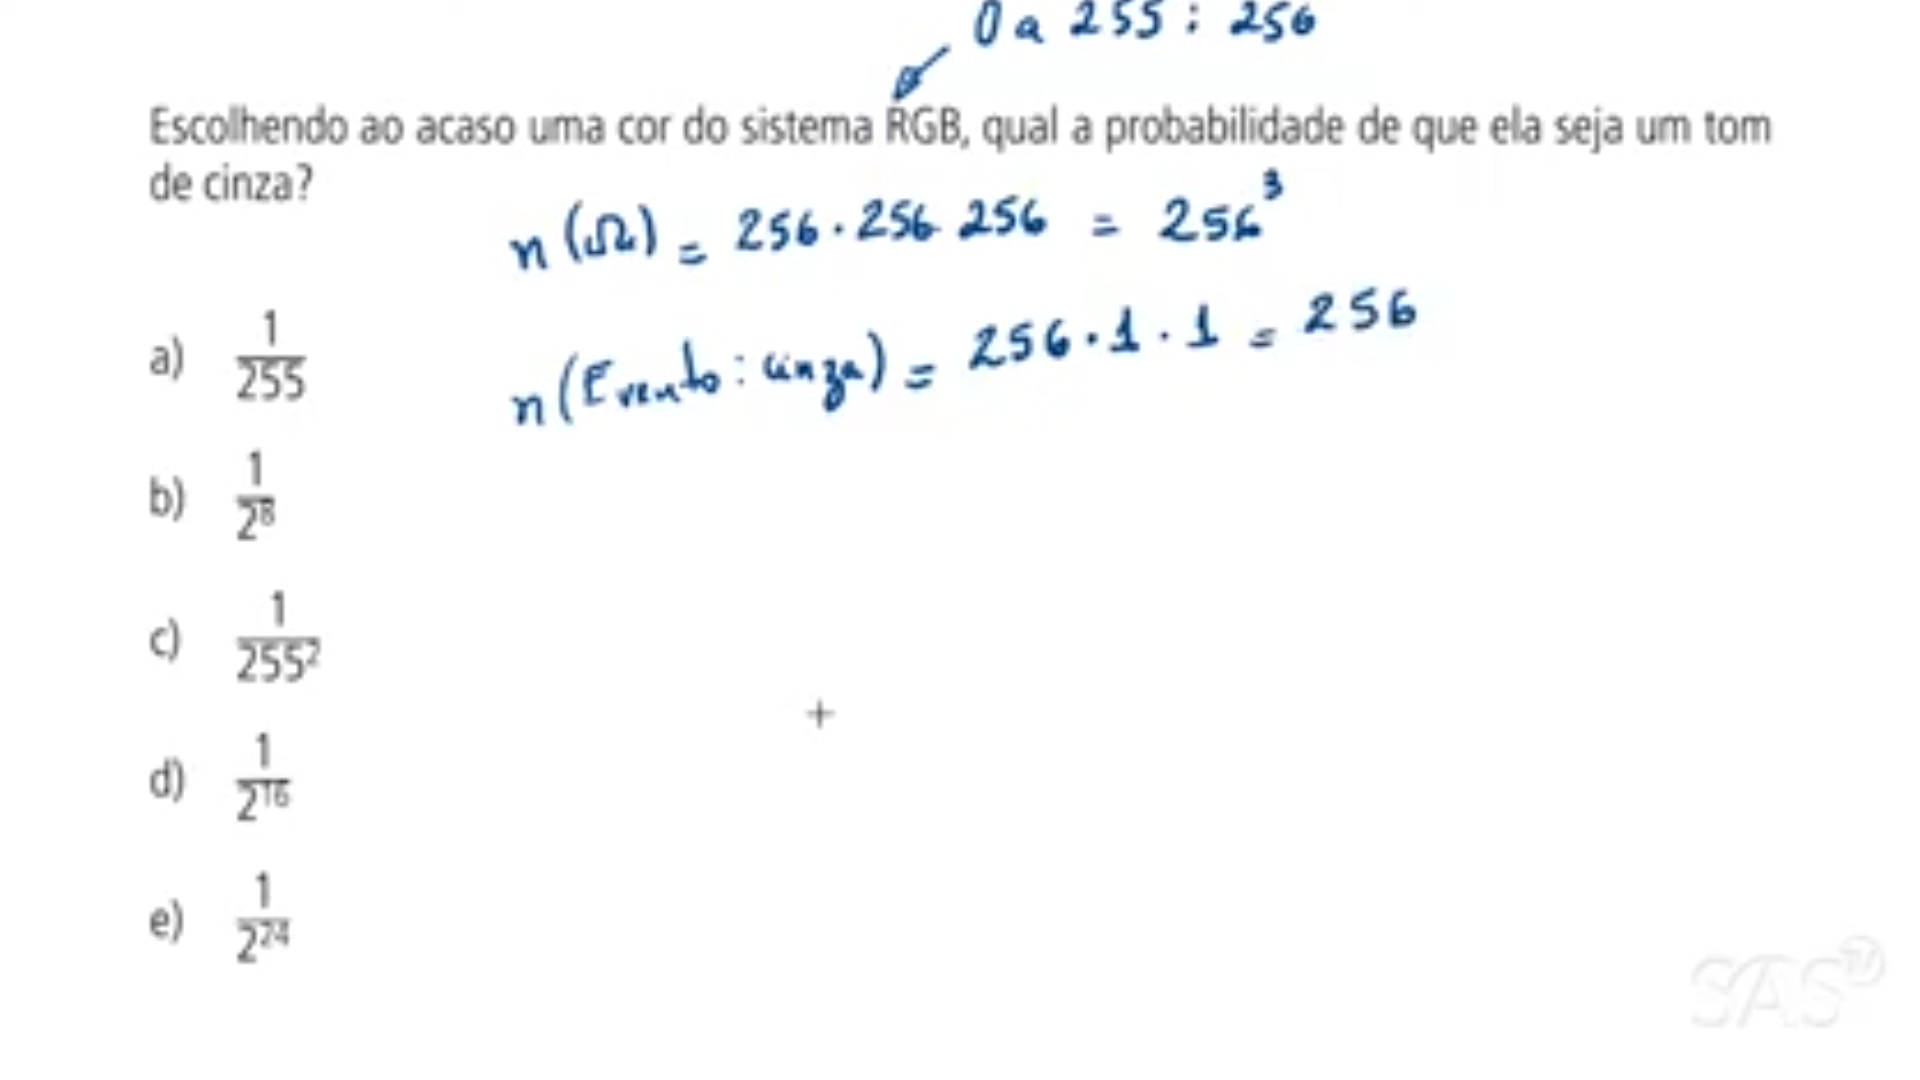 0 a 255 : 256
Escolhendo ao acaso uma cor do sistema RGB, qual a probabilidade de que ela seja um tom
de cinza?
n(Ω) = 256 · 256 256 = 256³
n(Evento : cinza) = 256 · 1 · 1 = 256
a) 1/255
b) 1/2⁸
c) 1/255²
d) 1/2¹⁶
e) 1/2²⁴
SAS TV